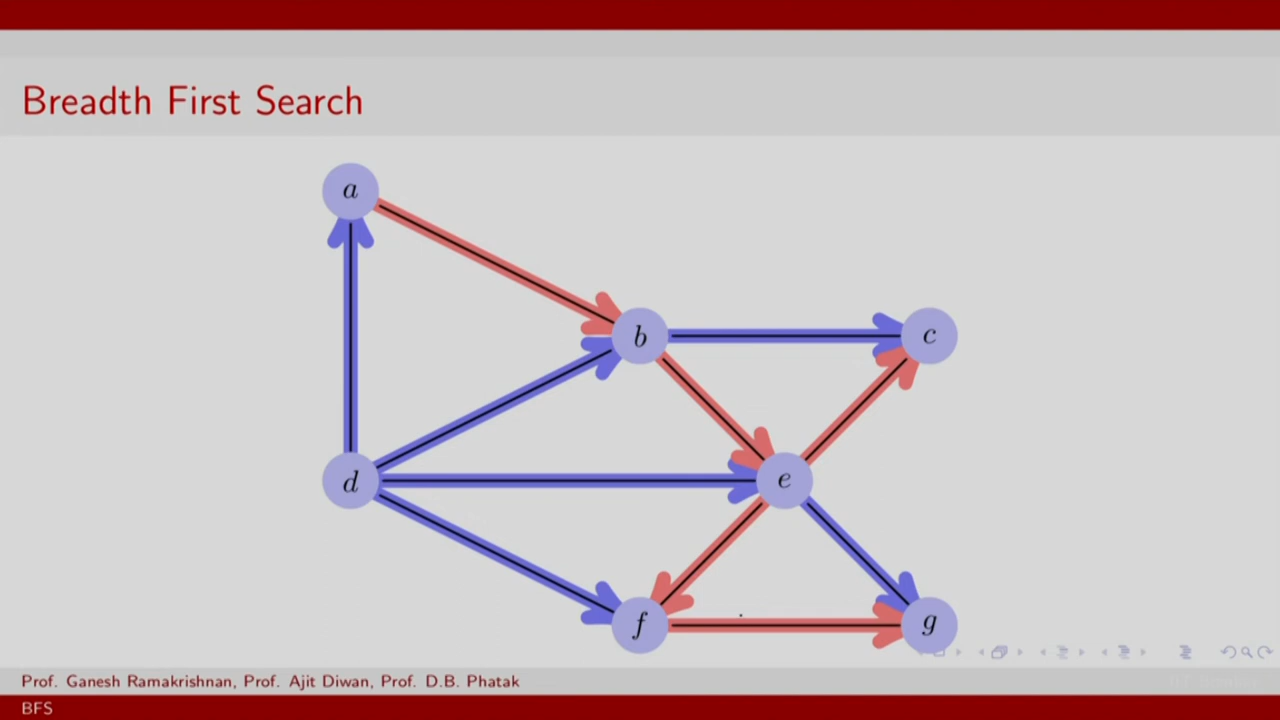 Breadth First Search
a
b
c
d
e
f
g
Prof. Ganesh Ramakrishnan, Prof. Ajit Diwan, Prof. D.B. Phatak
BFS